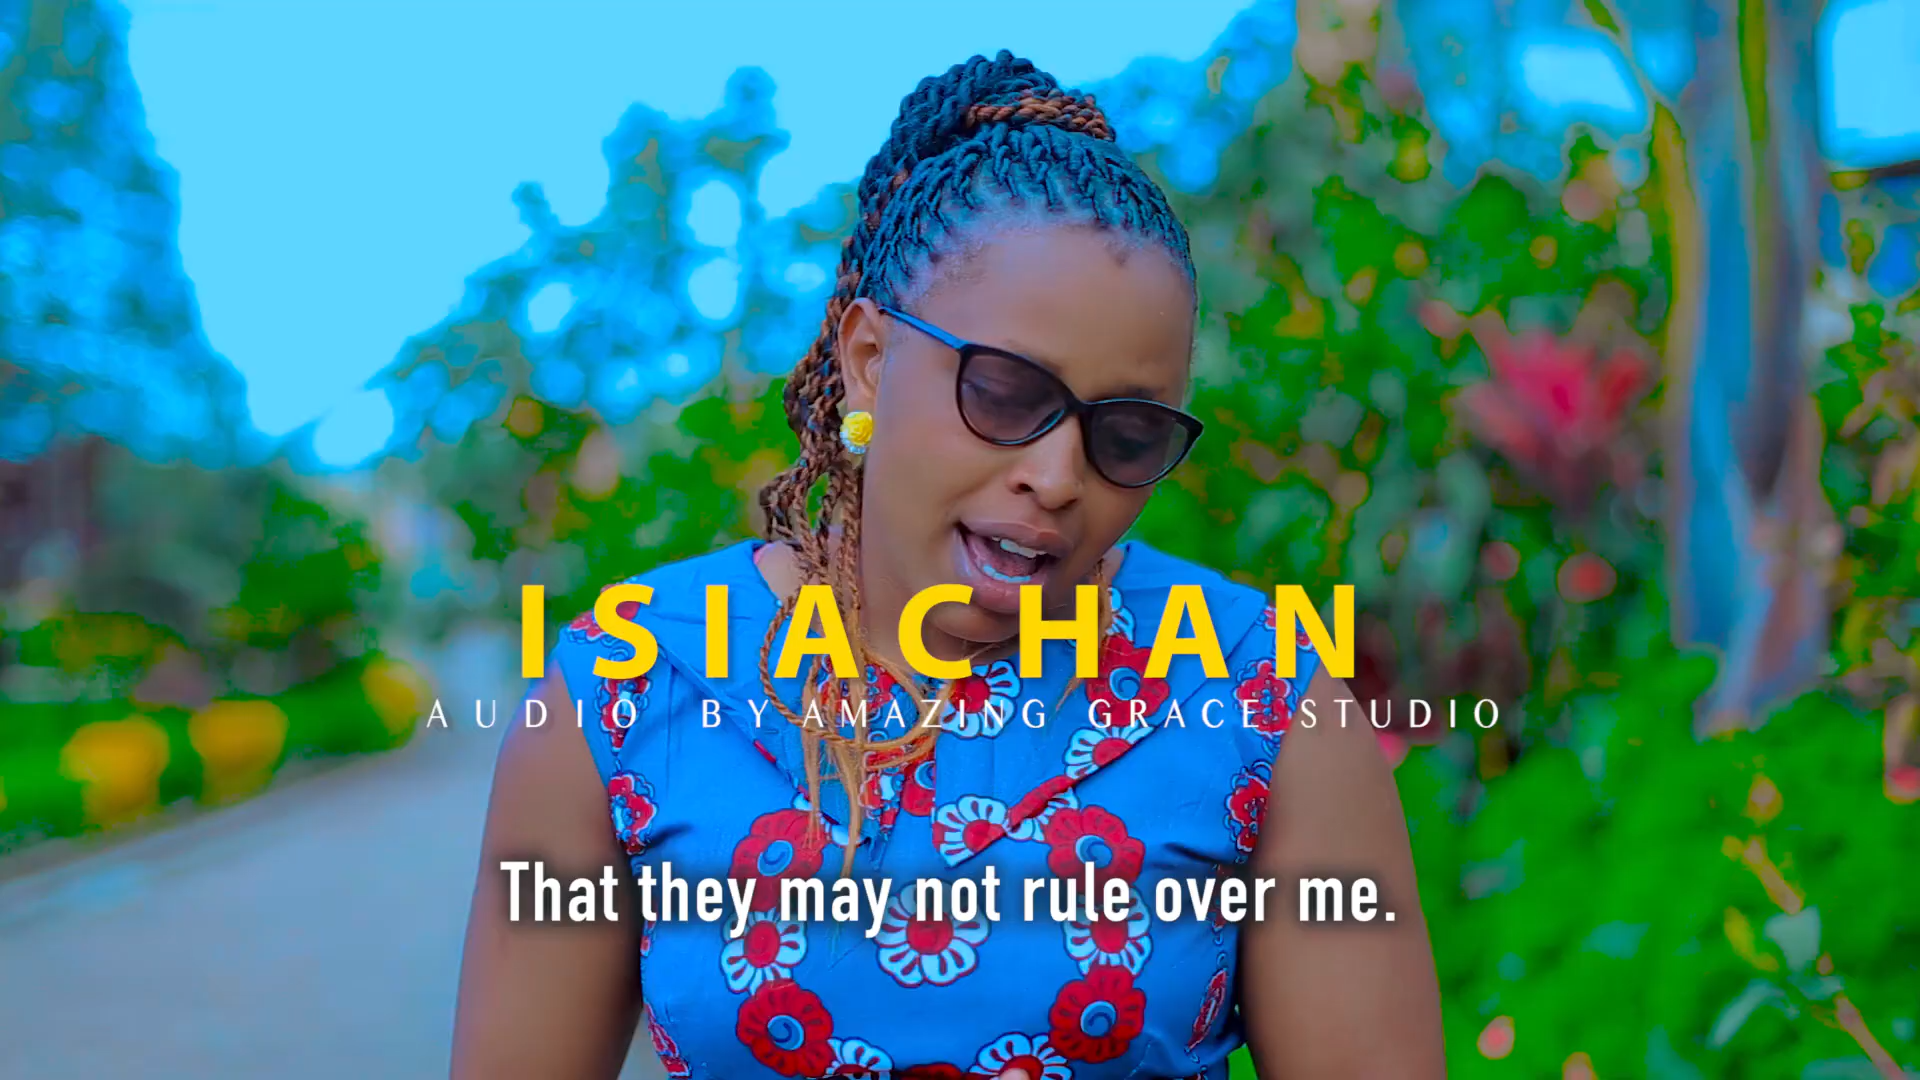 ISIACHAN
AUDIO BY AMAZING GRACE STUDIO
That they may not rule over me.